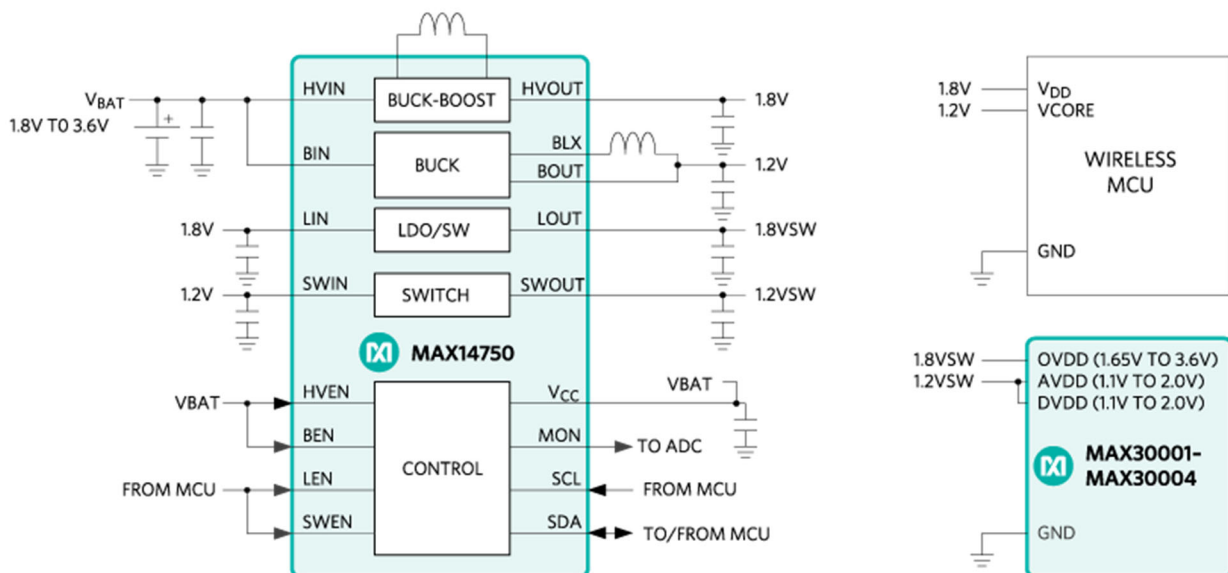 VBAT
1.8V T0 3.6V
HVIN
BUCK-BOOST
HVOUT
1.8V
BIN
BUCK
BLX
BOUT
1.2V
1.8V
LIN
LDO/SW
LOUT
1.8VSW
1.2V
SWIN
SWITCH
SWOUT
1.2VSW
MAX14750
VBAT
HVEN
BEN
FROM MCU
LEN
SWEN
CONTROL
VCC
VBAT
MON
TO ADC
SCL
FROM MCU
SDA
TO/FROM MCU
1.8V
VDD
1.2V
VCORE
WIRELESS
MCU
GND
1.8VSW
OVDD (1.65V TO 3.6V)
1.2VSW
AVDD (1.1V TO 2.0V)
DVDD (1.1V TO 2.0V)
MAX30001-
MAX30004
GND